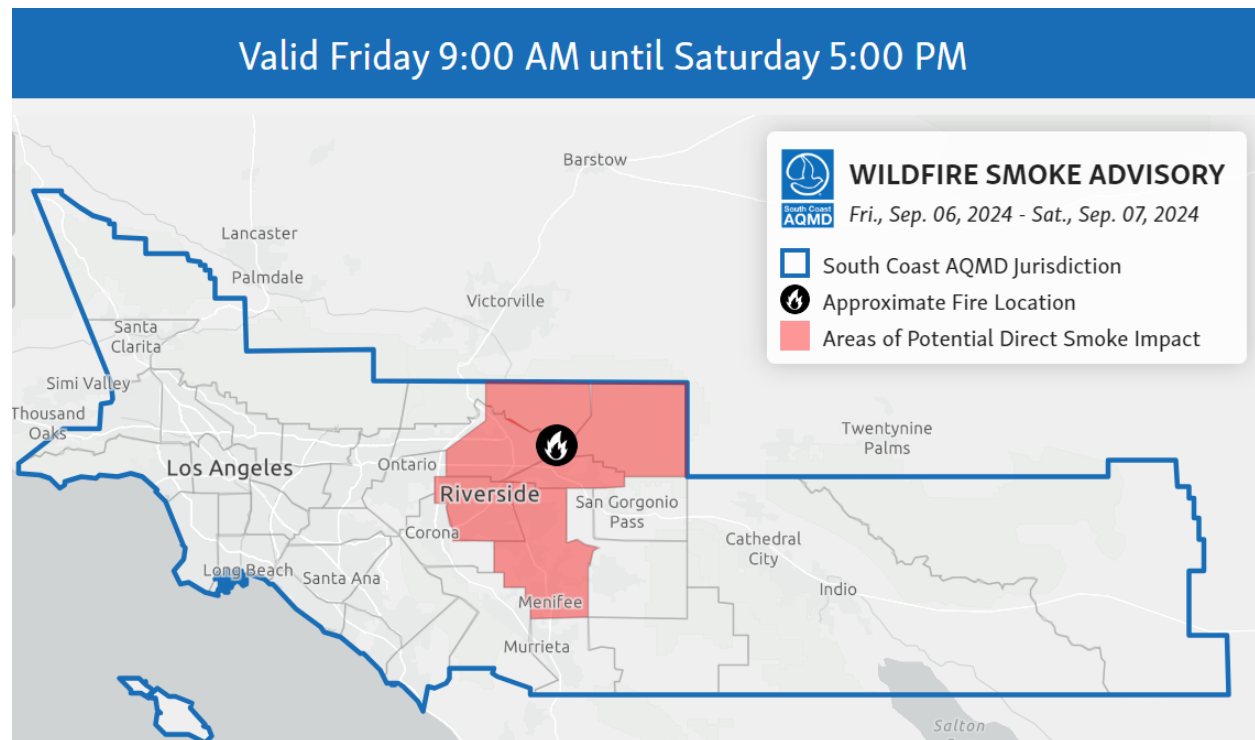 Valid Friday 9:00 AM until Saturday 5:00 PM
WILDFIRE SMOKE ADVISORY
South Coast
AQMD
Fri., Sep. 06, 2024 - Sat., Sep. 07, 2024
South Coast AQMD Jurisdiction
Approximate Fire Location
Areas of Potential Direct Smoke Impact
Barstow
Lancaster
Palmdale
Victorville
Santa
Clarita
Simi Valley
Thousand
Oaks
Twentynine
Palms
Los Angeles
Ontario
Riverside
San Gorgonio
Pass
Corona
Cathedral
City
Long Beach
Santa Ana
Indio
Menifee
Murrieta
Salton